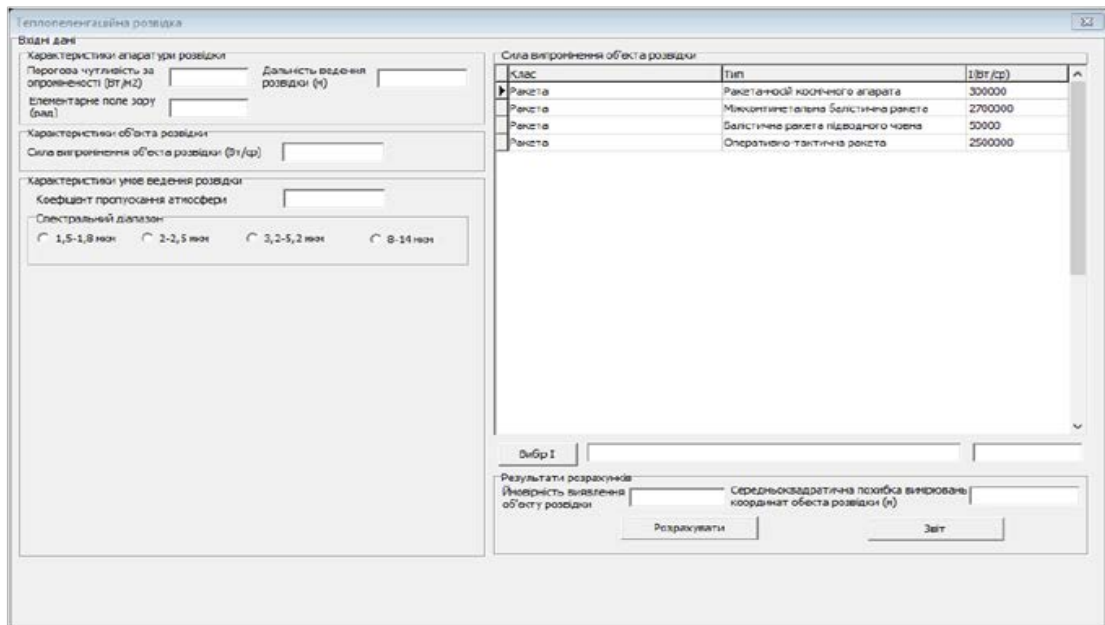 Теплопеленгаційна розвідка
Вхідні дані
Характеристики апаратури розвідки
Порогова чутливість за
опроміненості (Вт/м2)
Дальність ведення
розвідки (м)
Елементарне поле зору
(рад)
Характеристики об'єкта розвідки
Сила випромінення об'єкта розвідки (Вт/ср)
Характеристики умов ведення розвідки
Коефіцієнт пропускання атмосфери
Спектральний діапазон
1,5-1,8 мкм 2-2,5 мкм 3,2-5,2 мкм 8-14 мкм
Сила випромінення об'єкта розвідки
Клас Тип I(Вт/ср)
Ракета Ракета-носій космічного апарата 300000
Ракета Міжконтинетальна балістична ракета 2700000
Ракета Балістична ракета підводного човна 50000
Ракета Оперативно-тактична ракета 2500000
Вибір I
Результати розрахунків
Ймовірність виявлення
об'єкту розвідки
Середньоквадратична похибка вимірювань
координат обекта розвідки (м)
Розрахувати Звіт